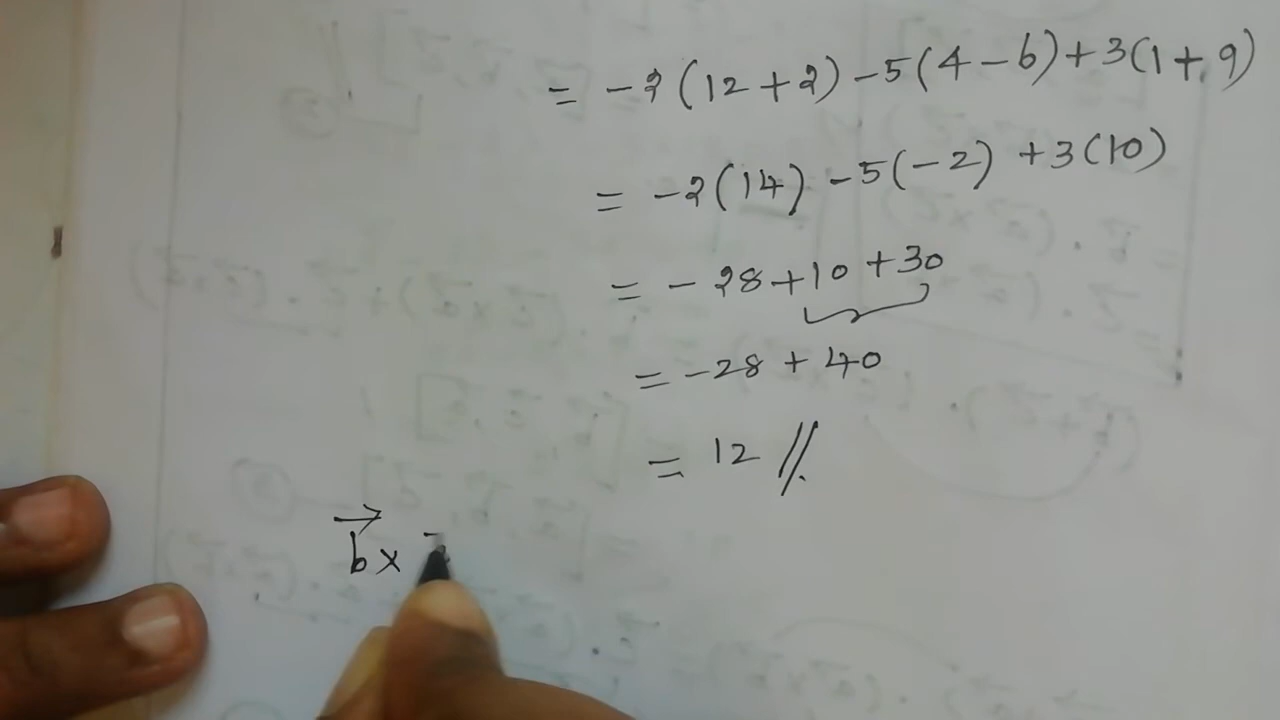 = -2(12+2) -5(4-6)+3(1+9)
= -2(14) -5(-2) +3(10)
= -28+10+30
= -28 + 40
= 12 //.
b⃗ ×